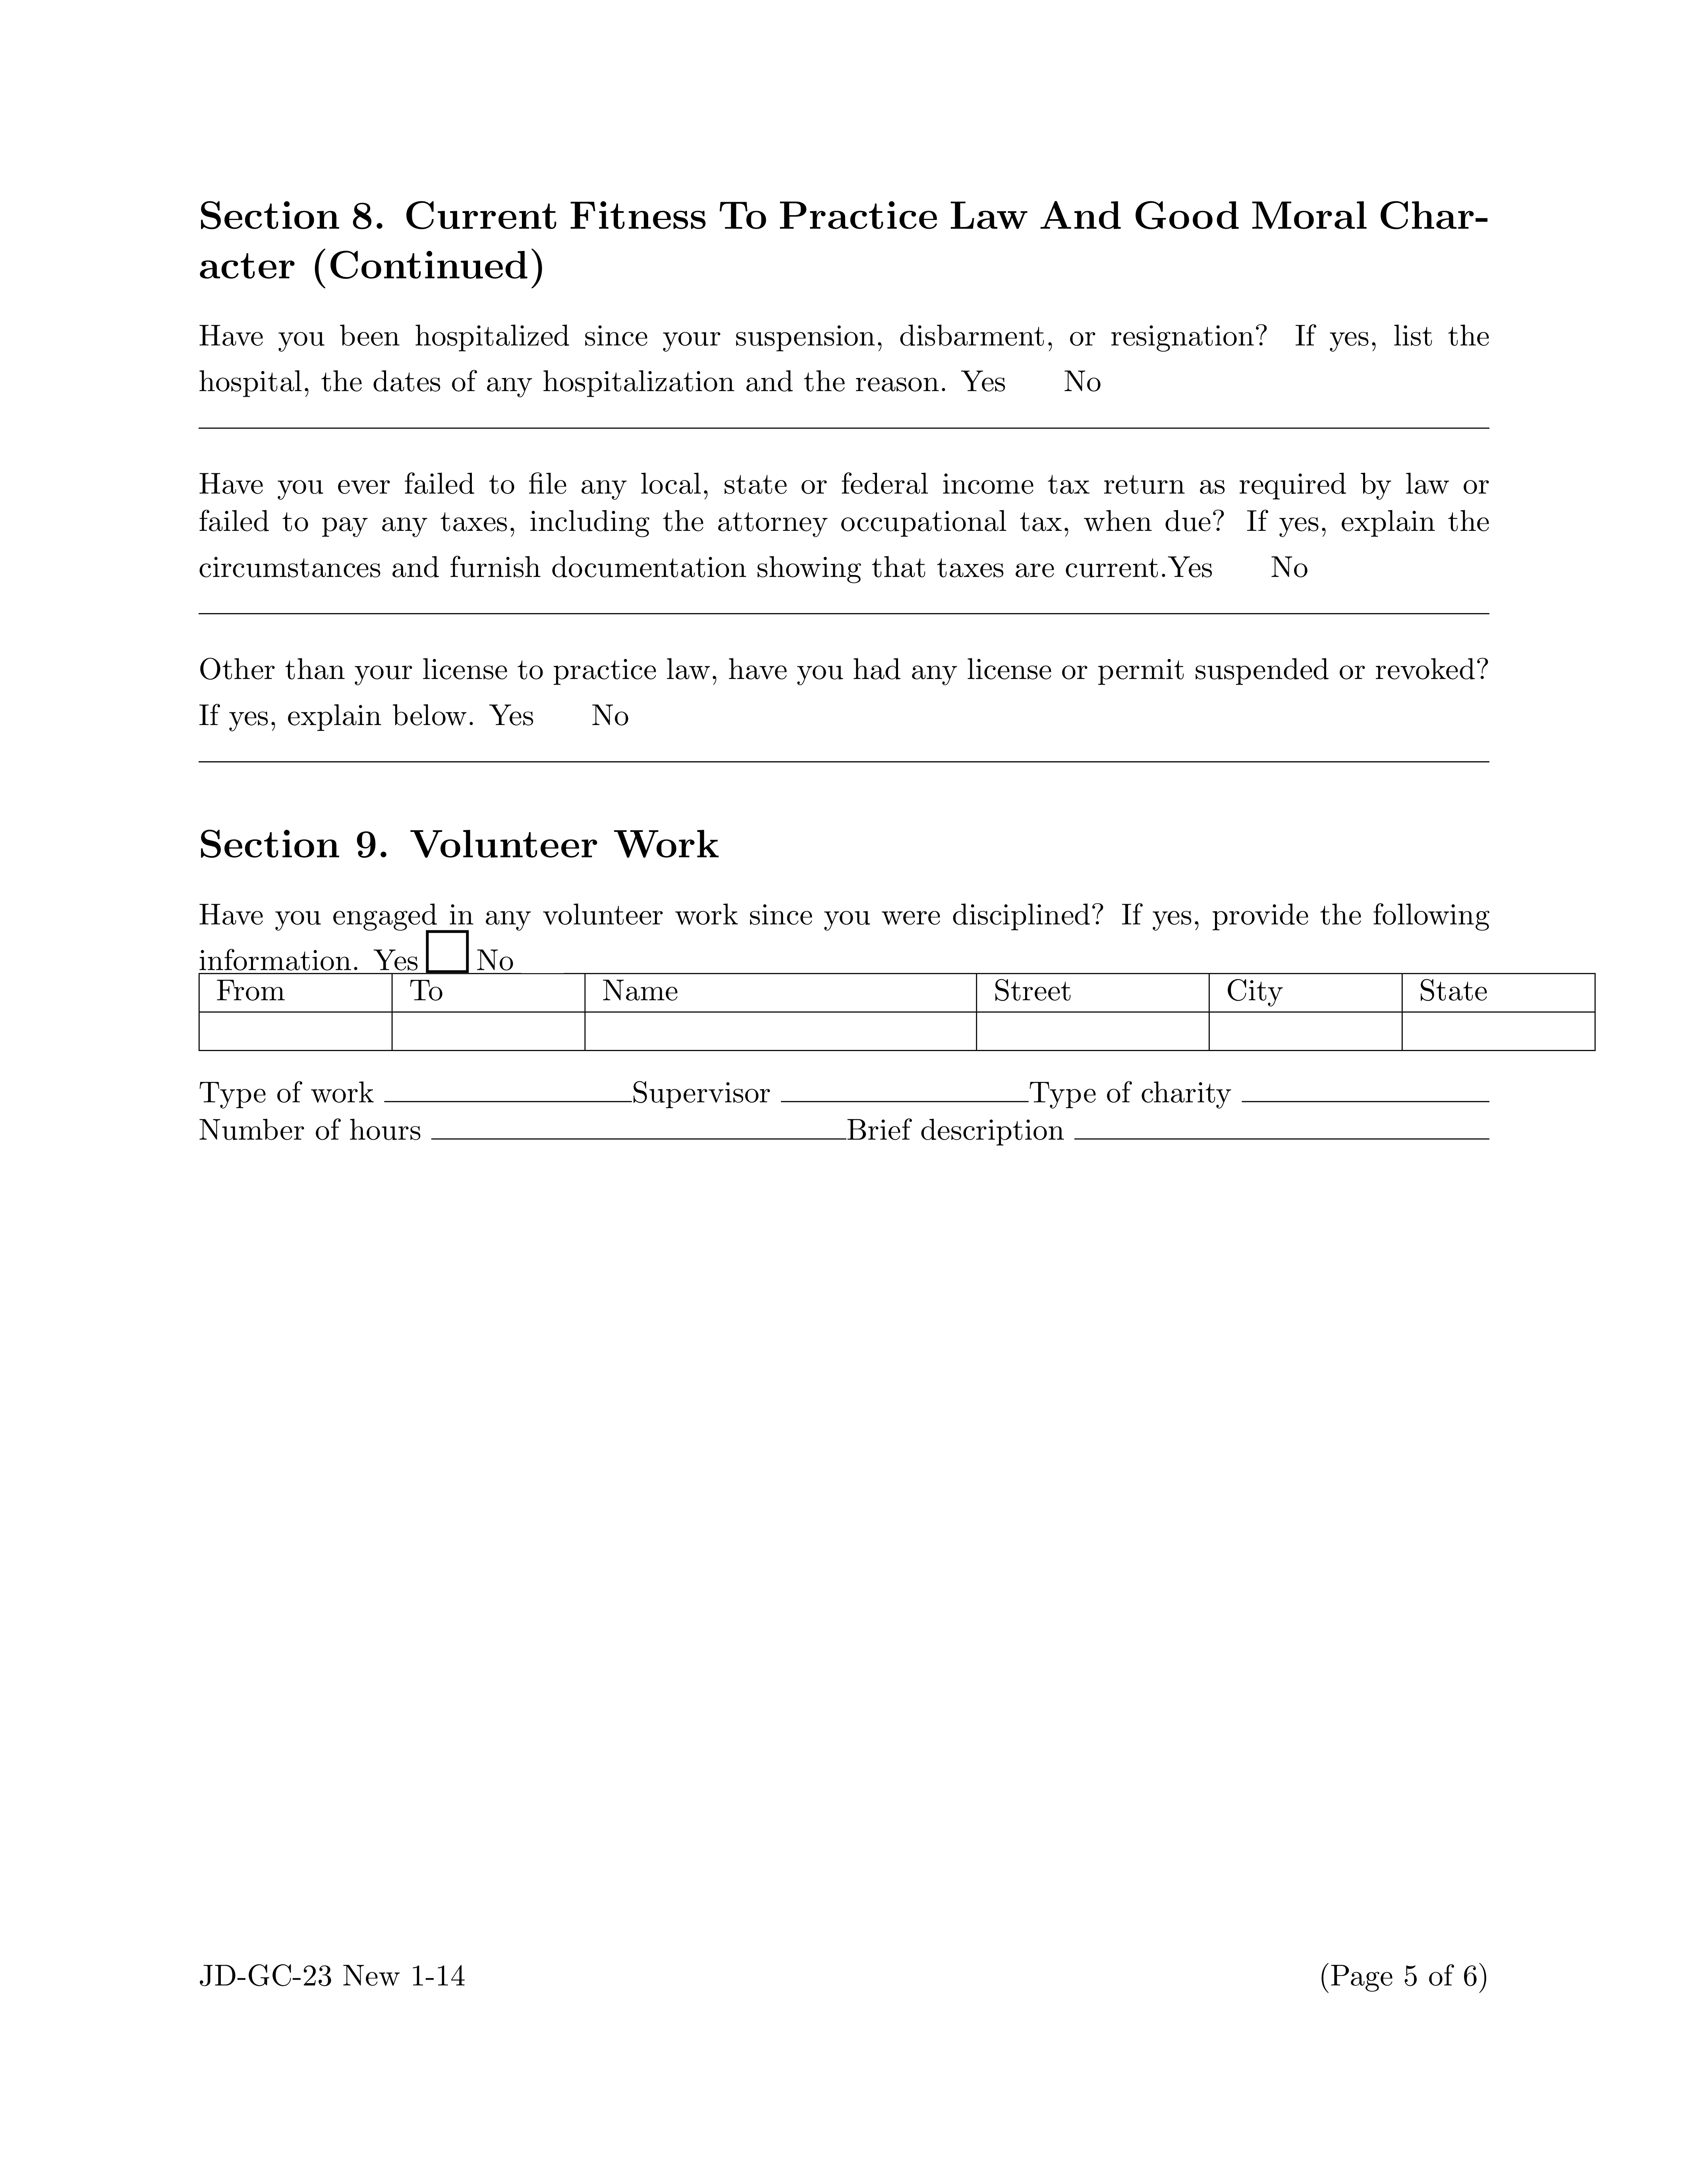 Section 8. Current Fitness To Practice Law And Good Moral Char-
acter (Continued)
Have you been hospitalized since your suspension, disbarment, or resignation? If yes, list the
hospital, the dates of any hospitalization and the reason. Yes No
Have you ever failed to file any local, state or federal income tax return as required by law or
failed to pay any taxes, including the attorney occupational tax, when due? If yes, explain the
circumstances and furnish documentation showing that taxes are current.Yes No
Other than your license to practice law, have you had any license or permit suspended or revoked?
If yes, explain below. Yes No
Section 9. Volunteer Work
Have you engaged in any volunteer work since you were disciplined? If yes, provide the following
information. Yes No
From To Name Street City State
Type of work Supervisor Type of charity
Number of hours Brief description
JD-GC-23 New 1-14 (Page 5 of 6)